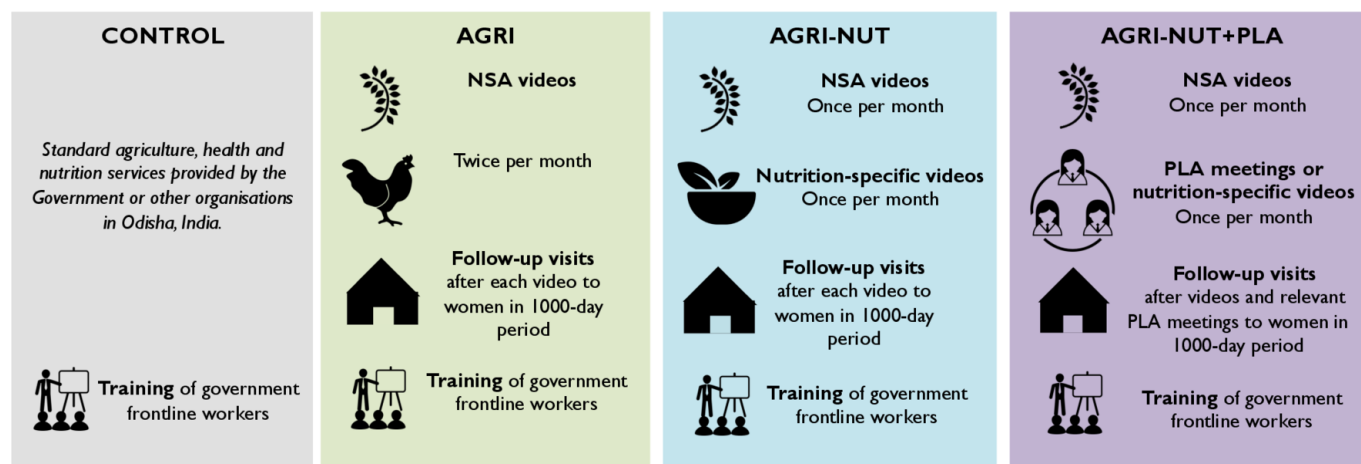 CONTROL
Standard agriculture, health and
nutrition services provided by the
Government or other organisations
in Odisha, India.
Training of government
frontline workers
AGRI
NSA videos
Twice per month
Follow-up visits
after each video to
women in 1000-day
period
Training of government
frontline workers
AGRI-NUT
NSA videos
Once per month
Nutrition-specific videos
Once per month
Follow-up visits
after each video to
women in 1000-day
period
Training of government
frontline workers
AGRI-NUT+PLA
NSA videos
Once per month
PLA meetings or
nutrition-specific videos
Once per month
Follow-up visits
after videos and relevant
PLA meetings to women in
1000-day period
Training of government
frontline workers